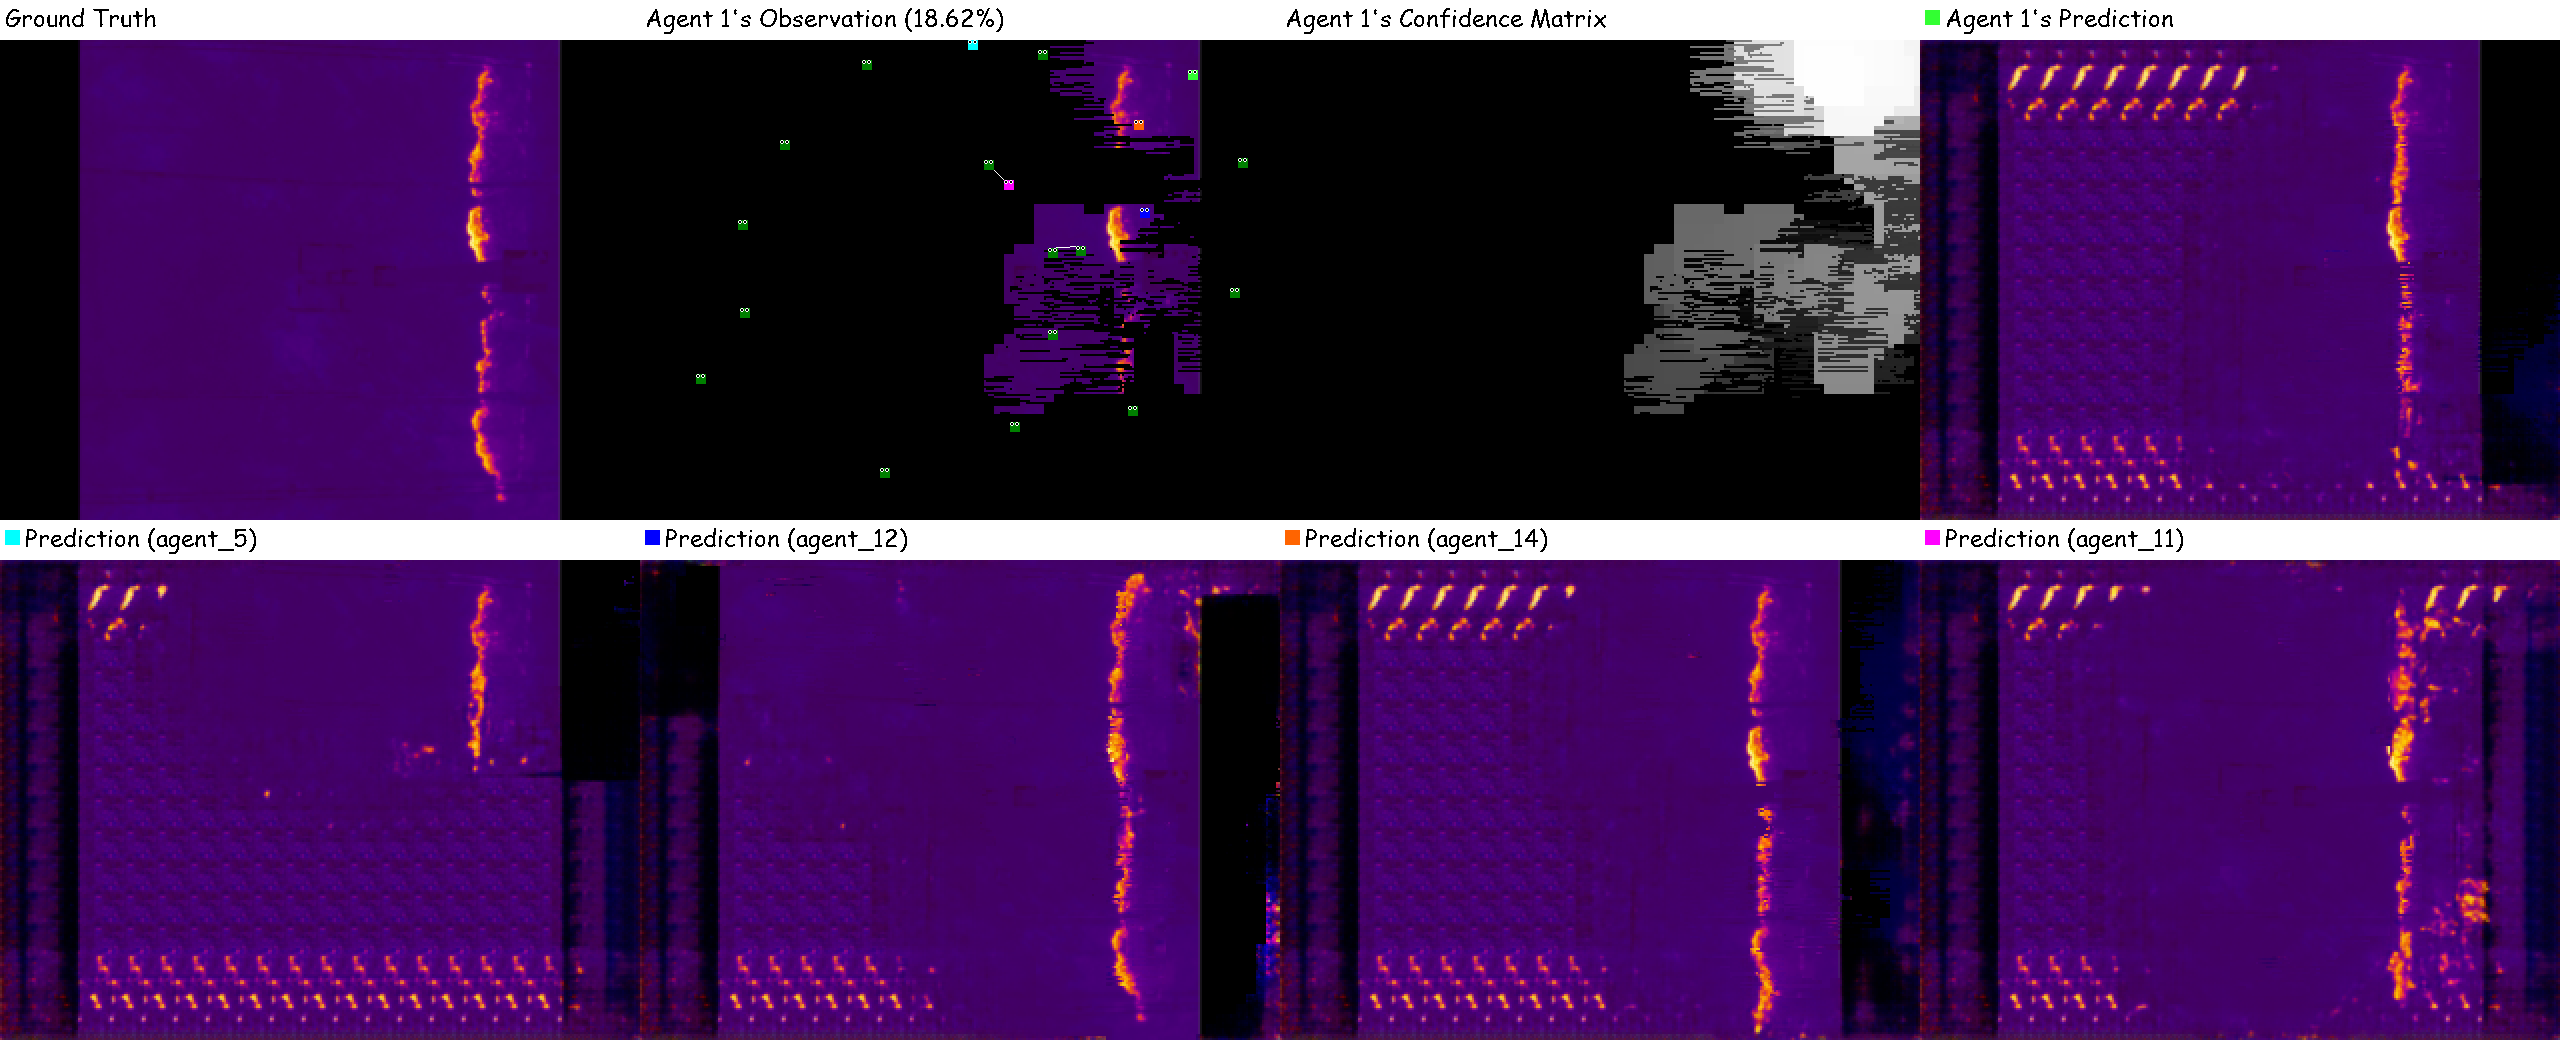 Ground Truth
Agent 1's Observation (18.62%)
Agent 1's Confidence Matrix
Agent 1's Prediction
Prediction (agent_5)
Prediction (agent_12)
Prediction (agent_14)
Prediction (agent_11)